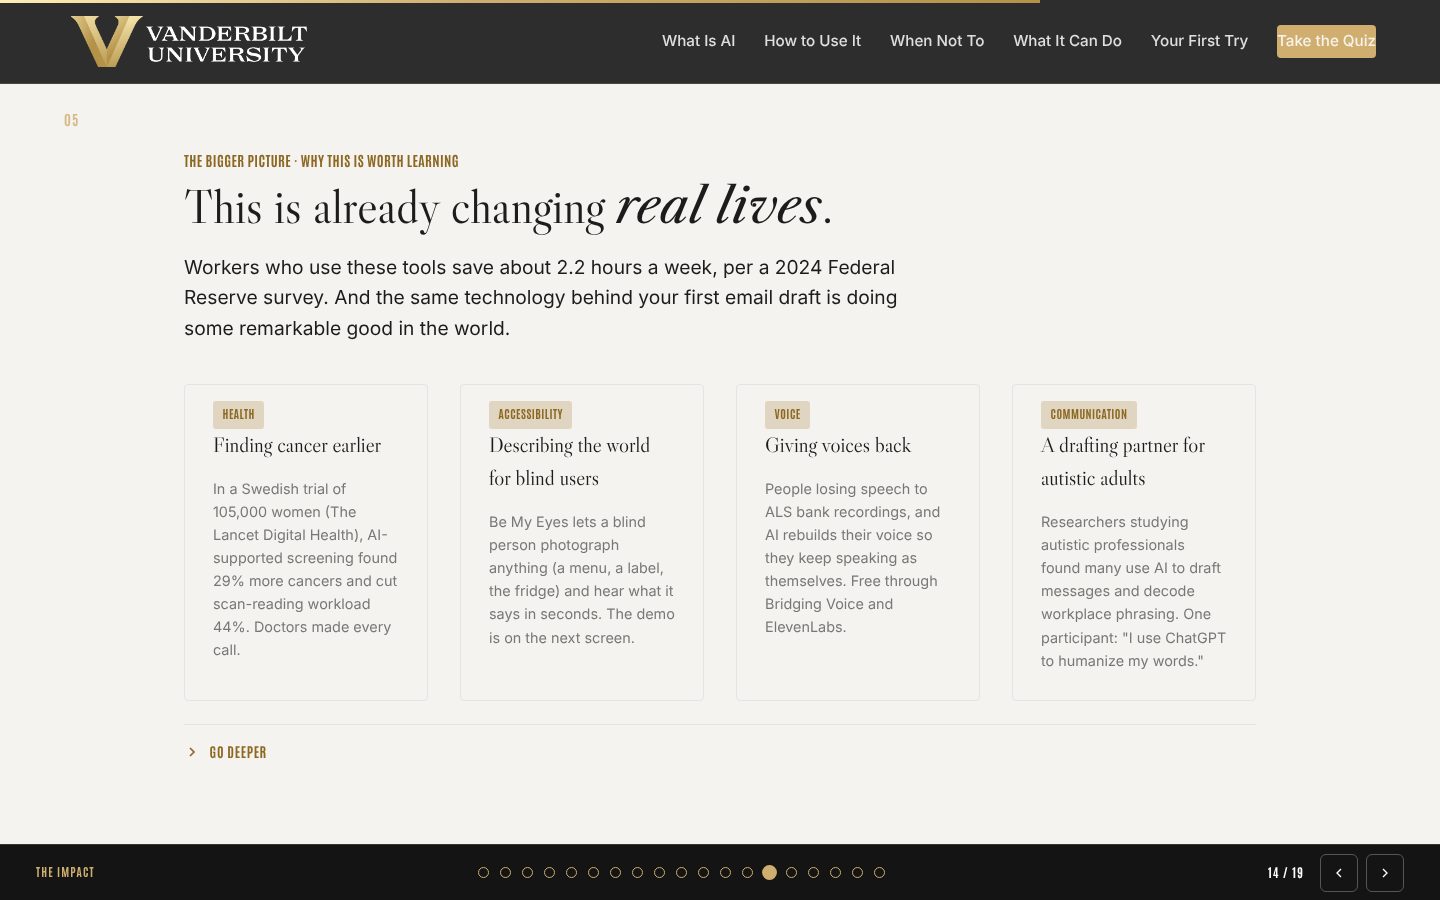 VANDERBILT
UNIVERSITY
What Is AI
How to Use It
When Not To
What It Can Do
Your First Try
Take the Quiz
05
THE BIGGER PICTURE · WHY THIS IS WORTH LEARNING
This is already changing real lives.
Workers who use these tools save about 2.2 hours a week, per a 2024 Federal
Reserve survey. And the same technology behind your first email draft is doing
some remarkable good in the world.
HEALTH
Finding cancer earlier
In a Swedish trial of
105,000 women (The
Lancet Digital Health), AI-
supported screening found
29% more cancers and cut
scan-reading workload
44%. Doctors made every
call.
ACCESSIBILITY
Describing the world
for blind users
Be My Eyes lets a blind
person photograph
anything (a menu, a label,
the fridge) and hear what it
says in seconds. The demo
is on the next screen.
VOICE
Giving voices back
People losing speech to
ALS bank recordings, and
AI rebuilds their voice so
they keep speaking as
themselves. Free through
Bridging Voice and
ElevenLabs.
COMMUNICATION
A drafting partner for
autistic adults
Researchers studying
autistic professionals
found many use AI to draft
messages and decode
workplace phrasing. One
participant: "I use ChatGPT
to humanize my words."
GO DEEPER
THE IMPACT
14 / 19